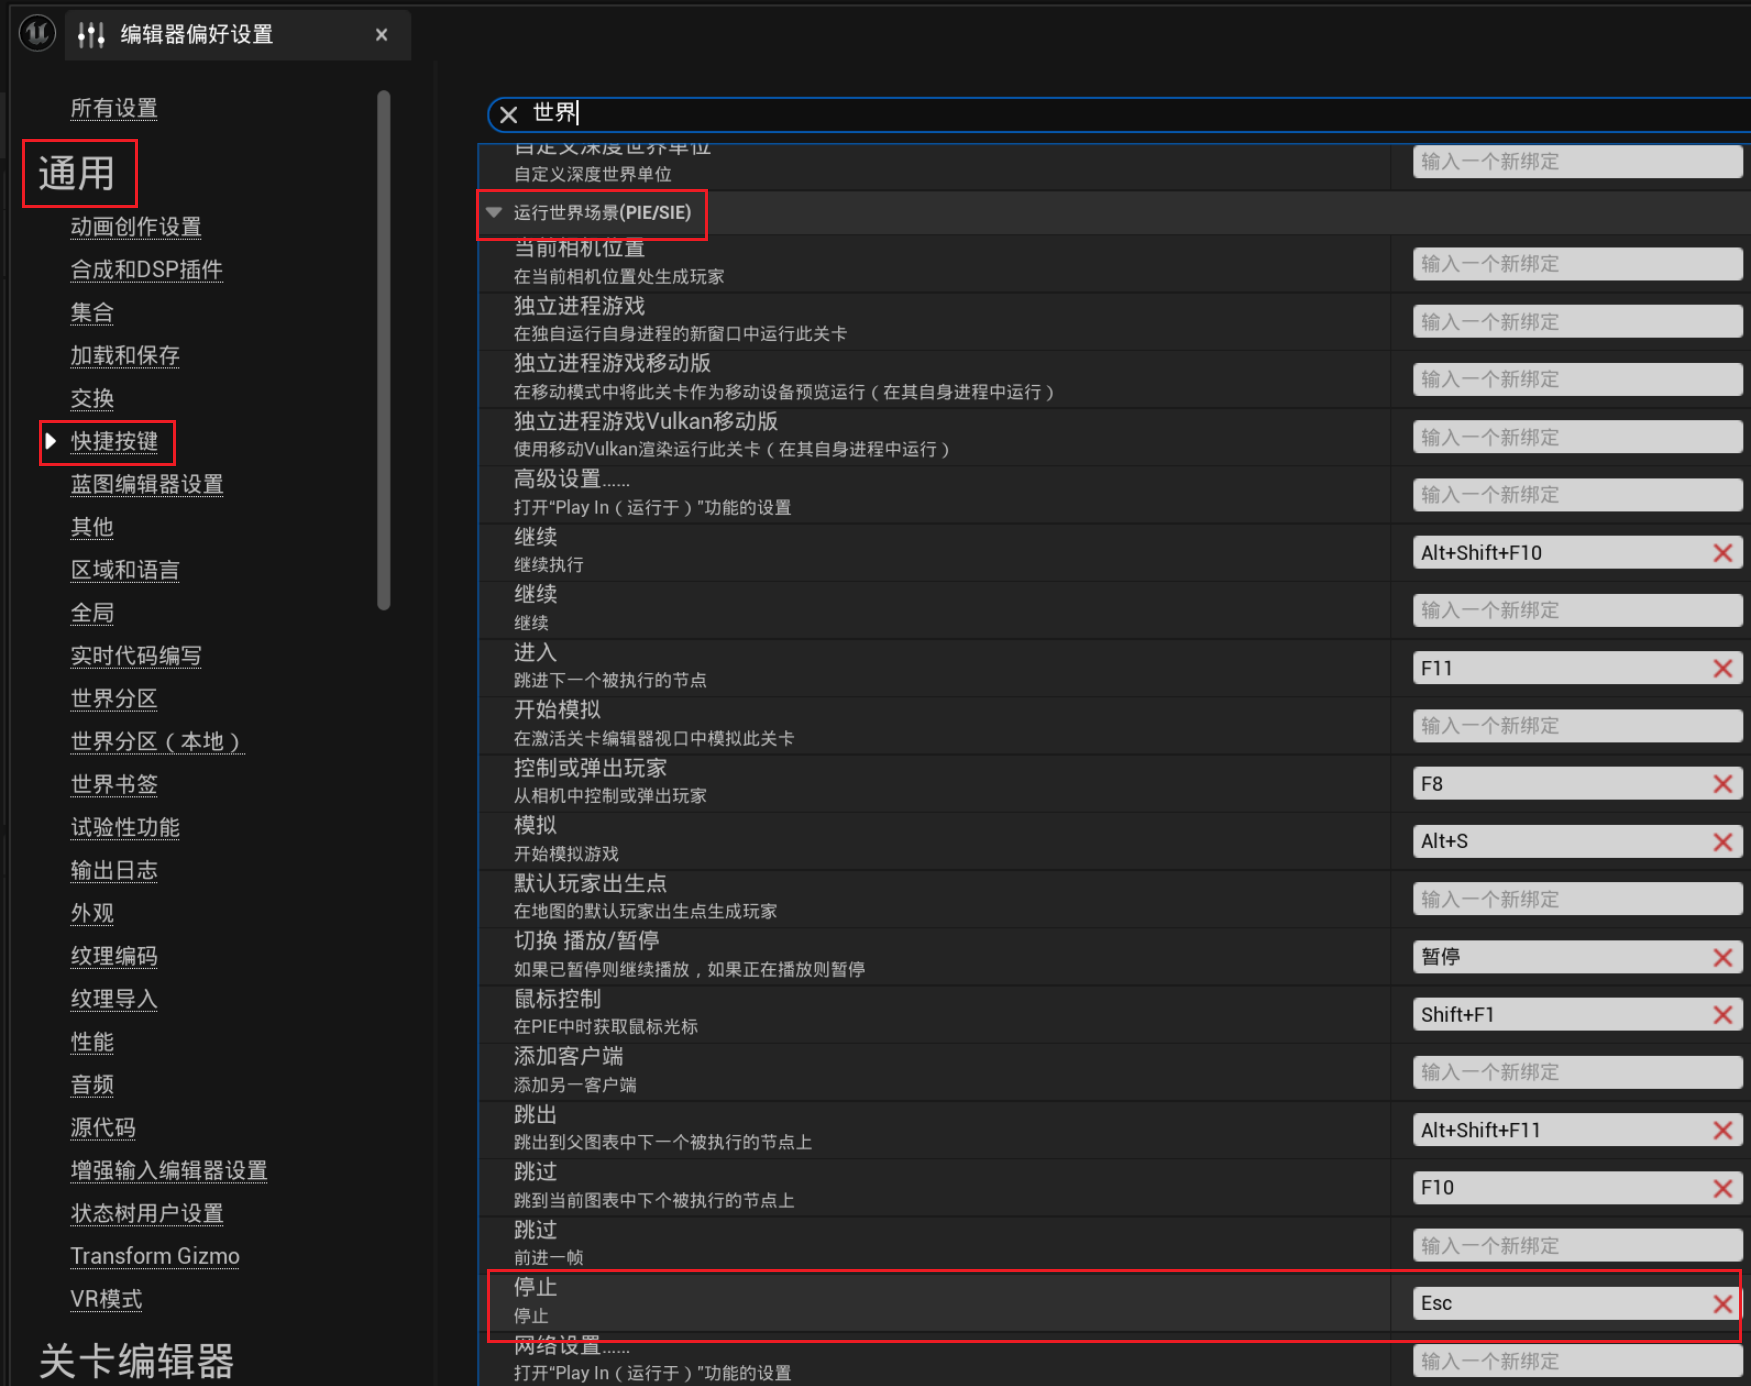 编辑器偏好设置
所有设置
通用
动画创作设置
合成和DSP插件
集合
加载和保存
交换
快捷按键
蓝图编辑器设置
其他
区域和语言
全局
实时代码编写
世界分区
世界分区（本地）
世界书签
试验性功能
输出日志
外观
纹理编码
纹理导入
性能
音频
源代码
增强输入编辑器设置
状态树用户设置
Transform Gizmo
VR模式
关卡编辑器
世界
自定义深度世界单位
自定义深度世界单位
输入一个新绑定
运行世界场景(PIE/SIE)
当前相机位置
在当前相机位置处生成玩家
输入一个新绑定
独立进程游戏
在独自运行自身进程的新窗口中运行此关卡
输入一个新绑定
独立进程游戏移动版
在移动模式中将此关卡作为移动设备预览运行（在其自身进程中运行）
输入一个新绑定
独立进程游戏Vulkan移动版
使用移动Vulkan渲染运行此关卡（在其自身进程中运行）
输入一个新绑定
高级设置......
打开“Play In（运行于）”功能的设置
输入一个新绑定
继续
继续执行
Alt+Shift+F10
继续
继续
输入一个新绑定
进入
跳进下一个被执行的节点
F11
开始模拟
在激活关卡编辑器视口中模拟此关卡
输入一个新绑定
控制或弹出玩家
从相机中控制或弹出玩家
F8
模拟
开始模拟游戏
Alt+S
默认玩家出生点
在地图的默认玩家出生点生成玩家
输入一个新绑定
切换 播放/暂停
如果已暂停则继续播放，如果正在播放则暂停
暂停
鼠标控制
在PIE中时获取鼠标光标
Shift+F1
添加客户端
添加另一客户端
输入一个新绑定
跳出
跳出到父图表中下一个被执行的节点上
Alt+Shift+F11
跳过
跳到当前图表中下个被执行的节点上
F10
跳过
前进一帧
输入一个新绑定
停止
停止
Esc
网络设置......
打开“Play In（运行于）”功能的设置
输入一个新绑定